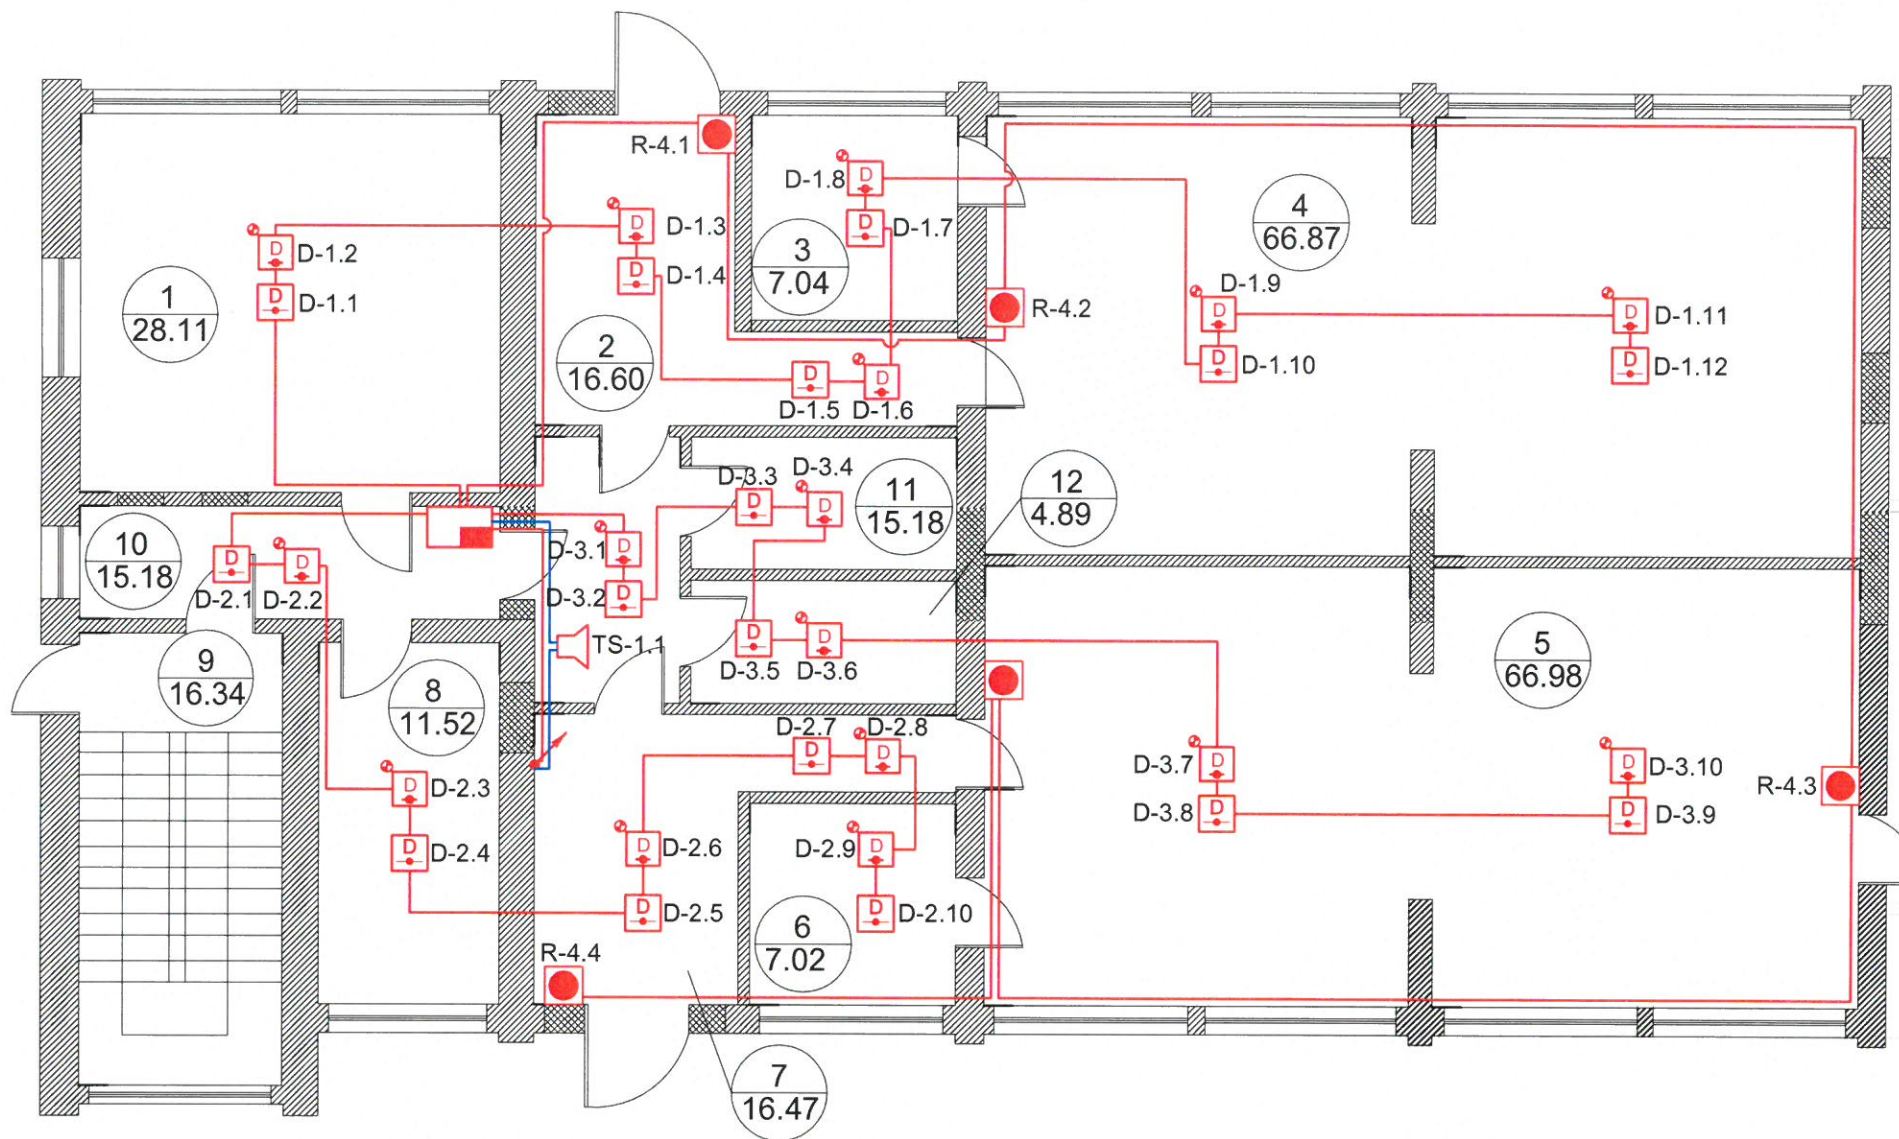 R-4.1
D
D-1.8
D
D-1.7
3
7.04
4
66.87
D
D-1.3
D
D-1.4
D
D-1.2
D
D-1.1
1
28.11
R-4.2
D-1.9
D
D
D-1.10
D
D-1.11
D
D-1.12
2
16.60
D
D
D-1.5
D-1.6
D-3.3
D
D-3.4
D
11
15.18
12
4.89
10
15.18
D
D
D-2.1
D-2.2
D-3.1
D
D-3.2
D
TS-1.1
D
D
D-3.5
D-3.6
9
16.34
8
11.52
5
66.98
D-2.7
D
D-2.8
D
D
D-2.3
D
D-2.4
D-3.7
D
D-3.8
D
D
D-3.10
D
D-3.9
R-4.3
D
D-2.6
D
D-2.5
D-2.9
D
D
D-2.10
6
7.02
R-4.4
7
16.47